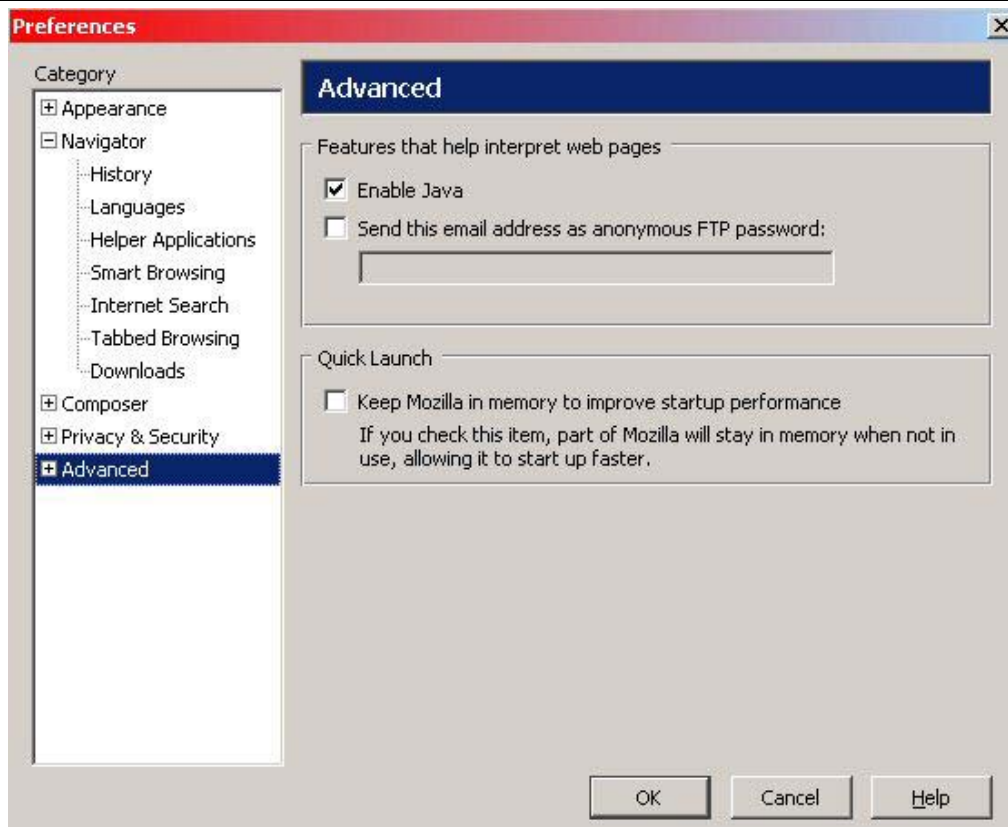 Preferences
Category
Appearance
Navigator
History
Languages
Helper Applications
Smart Browsing
Internet Search
Tabbed Browsing
Downloads
Composer
Privacy & Security
Advanced
Advanced
Features that help interpret web pages
Enable Java
Send this email address as anonymous FTP password:
Quick Launch
Keep Mozilla in memory to improve startup performance
If you check this item, part of Mozilla will stay in memory when not in
use, allowing it to start up faster.
OK
Cancel
Help